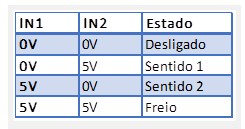 IN1 IN2 Estado
0V 0V Desligado
0V 5V Sentido 1
5V 0V Sentido 2
5V 5V Freio